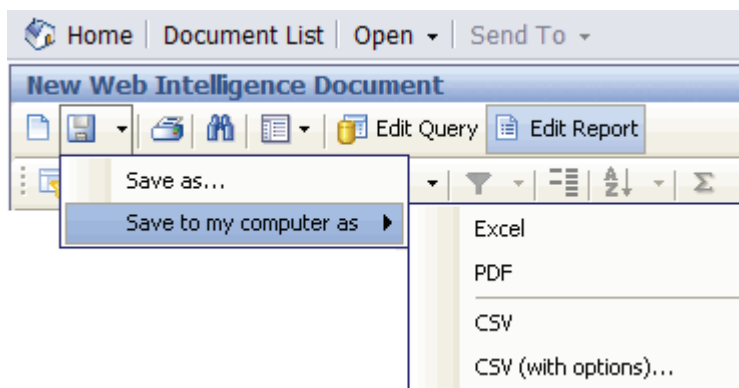 Home Document List Open Send To
New Web Intelligence Document
Edit Query Edit Report
Save as...
Save to my computer as
Excel
PDF
CSV
CSV (with options)...